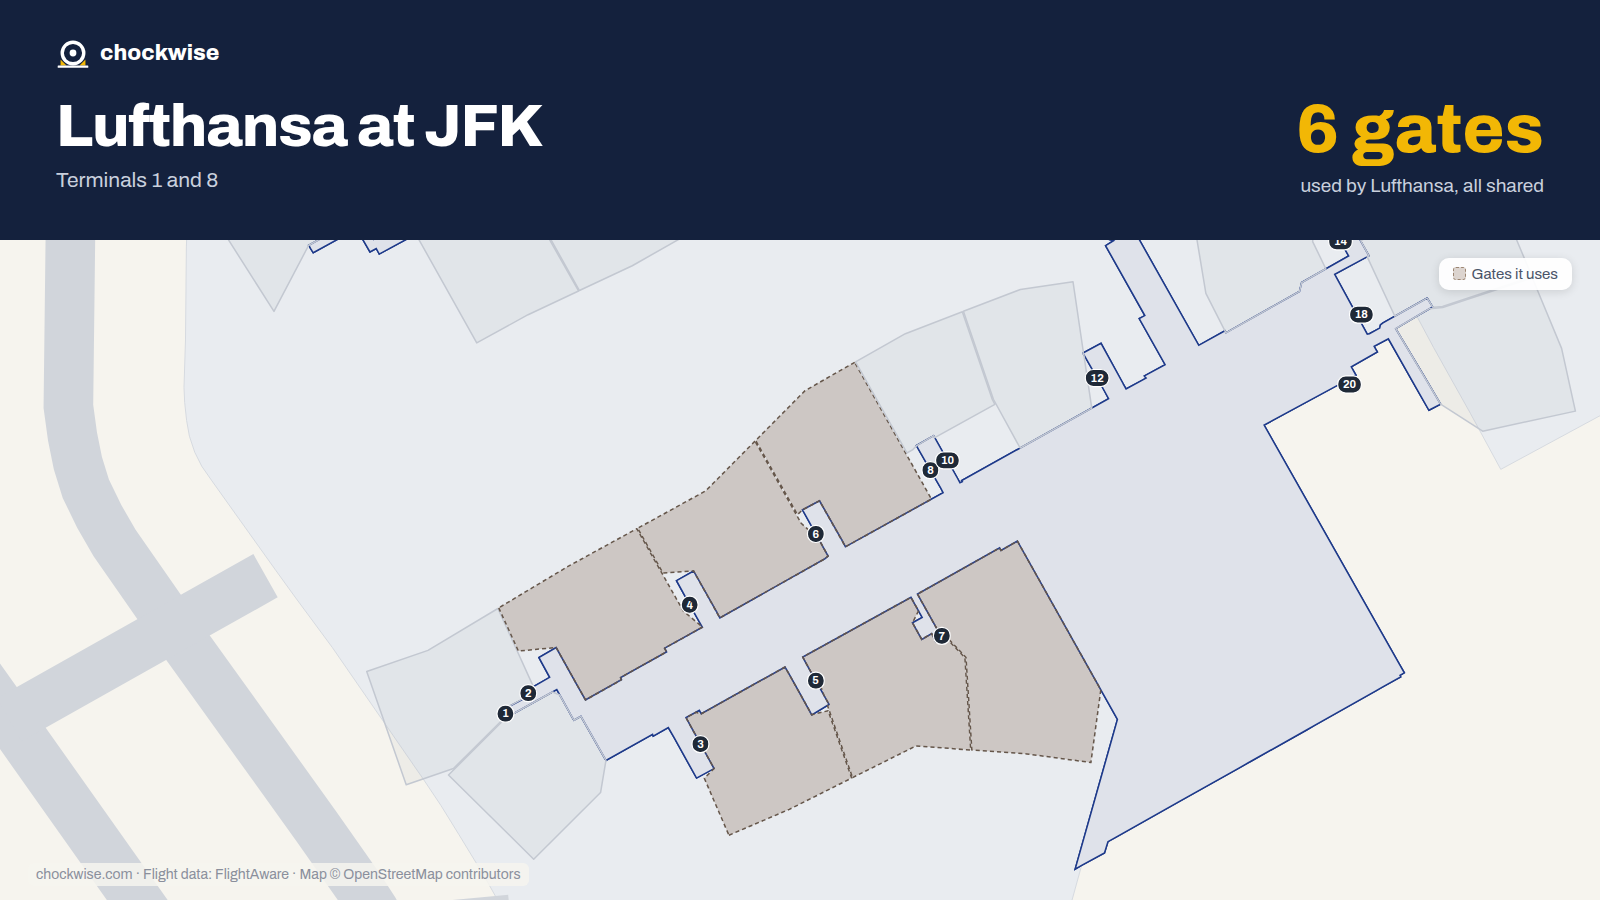 chockwise
Lufthansa at JFK
Terminals 1 and 8
6 gates
used by Lufthansa, all shared
14
Gates it uses
18
12
20
8
10
6
4
7
5
2
1
3
chockwise.com · Flight data: FlightAware · Map © OpenStreetMap contributors